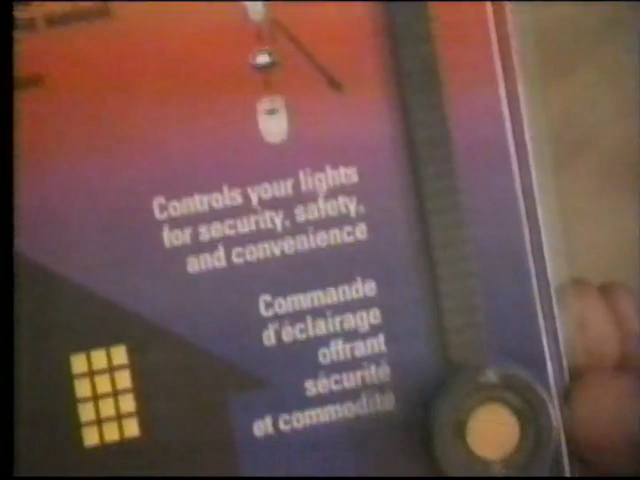 Controls your lights
for security, safety,
and convenience
Commande
d'éclairage
offrant
sécurité
et commodité